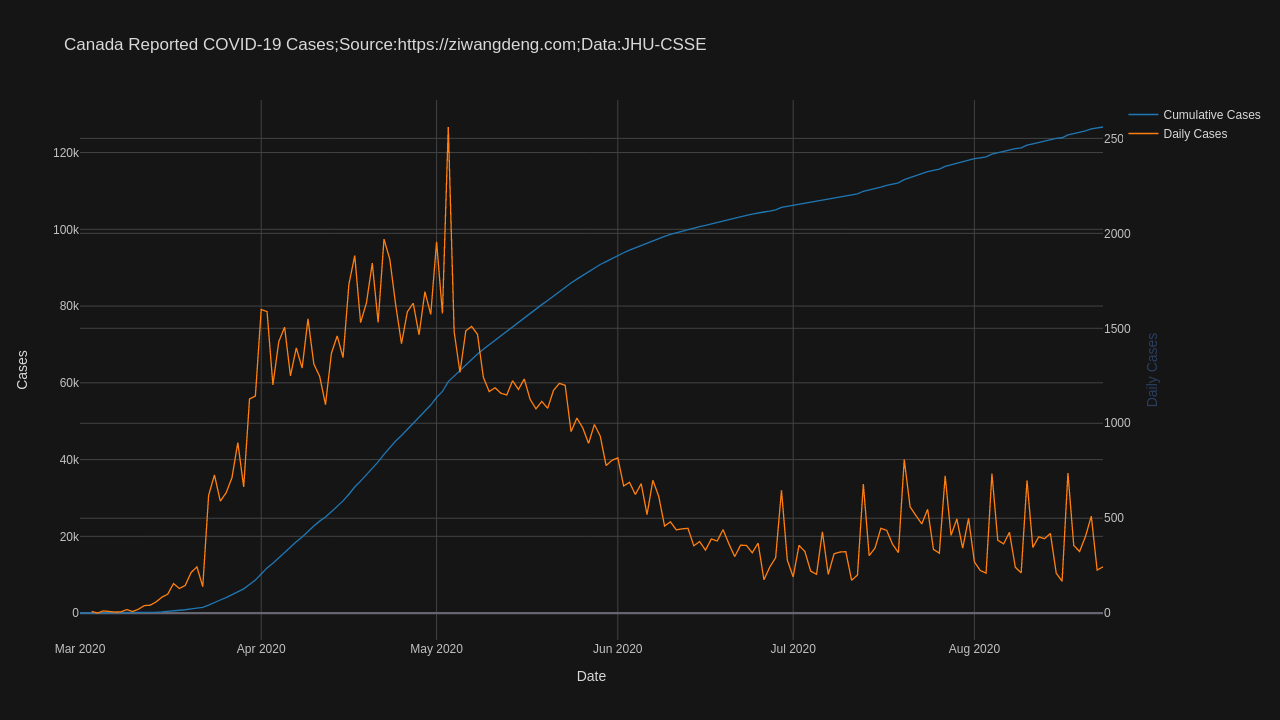 Canada Reported COVID-19 Cases;Source:https://ziwangdeng.com;Data:JHU-CSSE
Cumulative Cases
Daily Cases
120k
100k
80k
60k
40k
20k
0
Cases
2500
2000
1500
1000
500
0
Daily Cases
Mar 2020
Apr 2020
May 2020
Jun 2020
Jul 2020
Aug 2020
Date